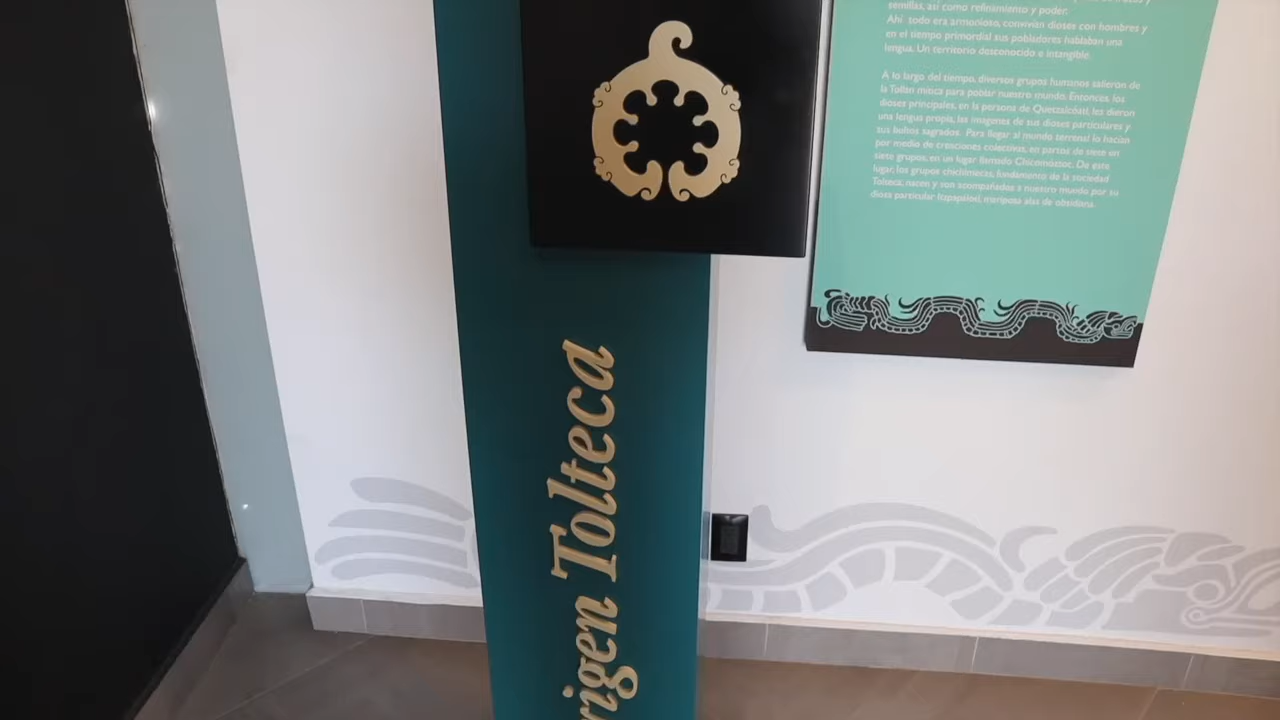 semillas, así como refinamiento y poder.
Ahí todo era armonioso, convivían dioses con hombres y
en el tiempo primordial sus pobladores hablaban una
lengua. Un territorio desconocido e intangible.
A lo largo del tiempo, diversos grupos humanos salieron de
la Tollan mítica para poblar nuestro mundo. Entonces, los
dioses principales, en la persona de Quetzalcóatl, les dieron
una lengua propia, las imágenes de sus dioses particulares y
sus bultos sagrados. Para llegar al mundo terrenal lo hacían
por medio de creaciones colectivas, en partos de siete en
siete grupos, en un lugar llamado Chicomóztoc. De este
lugar, los grupos chichimecas, fundamento de la sociedad
Tolteca, nacen y son acompañados a nuestro mundo por su
diosa particular Itzpapálotl, mariposa alas de obsidiana.
rigen Tolteca